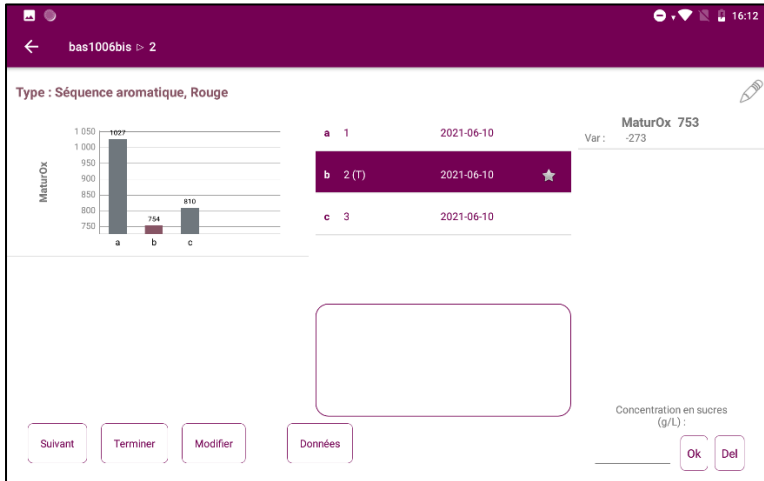 16:12
bas1006bis ▷ 2
Type : Séquence aromatique, Rouge
MaturOx
1 050
1 000
950
900
850
800
750
1027
754
810
a b c
a 1 2021-06-10
b 2 (T) 2021-06-10
c 3 2021-06-10
MaturOx 753
Var : -273
Concentration en sucres
(g/L) :
Suivant Terminer Modifier Données Ok Del